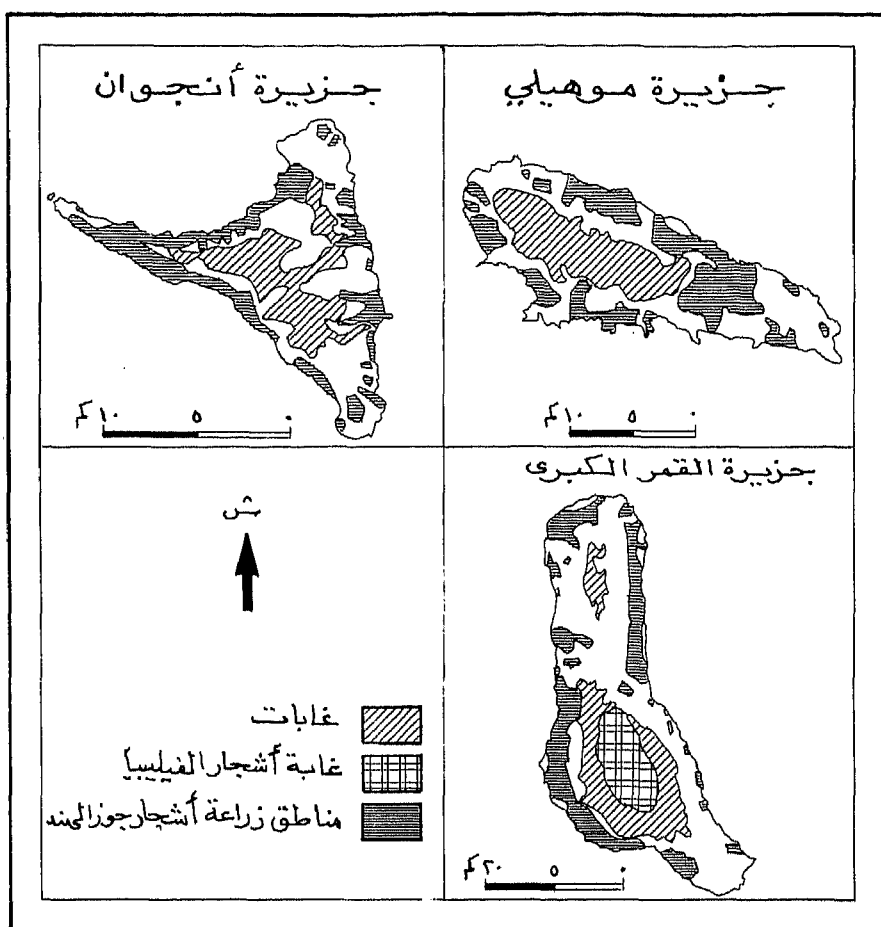 جزيرة موهيلي
١٠ كم ٥ ٠
جزيرة أنجوان
١٠ كم ٥ ٠
جزيرة القمر الكبرى
٢٠ كم ٥ ٠
ش
غابات
غابة أشجار الفيليبيا
مناطق زراعة أشجار جوز الهند